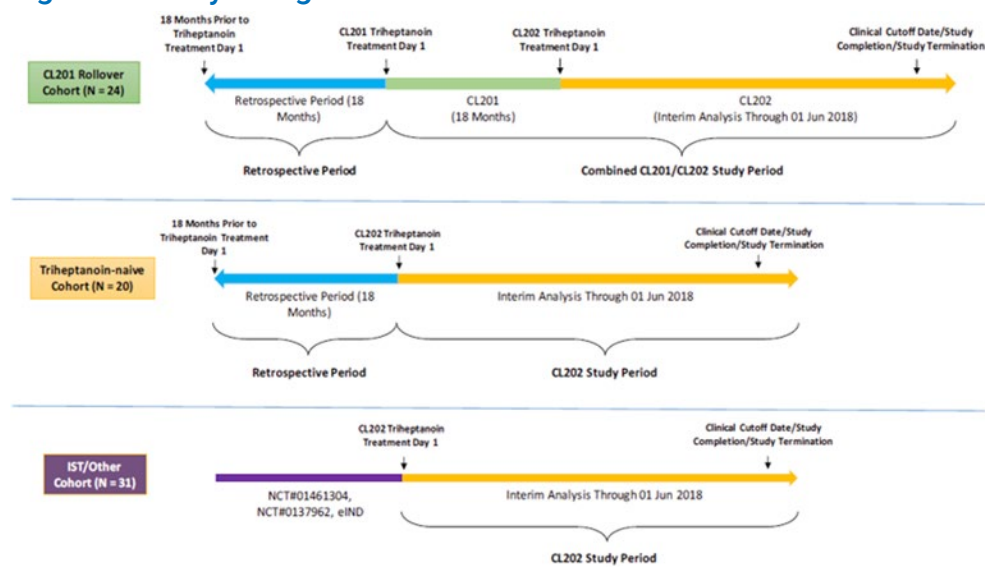 18 Months Prior to
Triheptanoin
Treatment Day 1
CL201 Triheptanoin
Treatment Day 1
CL202 Triheptanoin
Treatment Day 1
Clinical Cutoff Date/Study
Completion/Study Termination
CL201 Rollover
Cohort (N = 24)
Retrospective Period (18
Months)
CL201
(18 Months)
CL202
(Interim Analysis Through 01 Jun 2018)
Retrospective Period
Combined CL201/CL202 Study Period
18 Months Prior to
Triheptanoin Treatment
Day 1
CL202 Triheptanoin
Treatment Day 1
Clinical Cutoff Date/Study
Completion/Study Termination
Triheptanoin-naive
Cohort (N = 20)
Retrospective Period (18
Months)
Interim Analysis Through 01 Jun 2018
Retrospective Period
CL202 Study Period
CL202 Triheptanoin
Treatment Day 1
Clinical Cutoff Date/Study
Completion/Study Termination
IST/Other
Cohort (N = 31)
NCT#01461304,
NCT#0137962, eIND
Interim Analysis Through 01 Jun 2018
CL202 Study Period